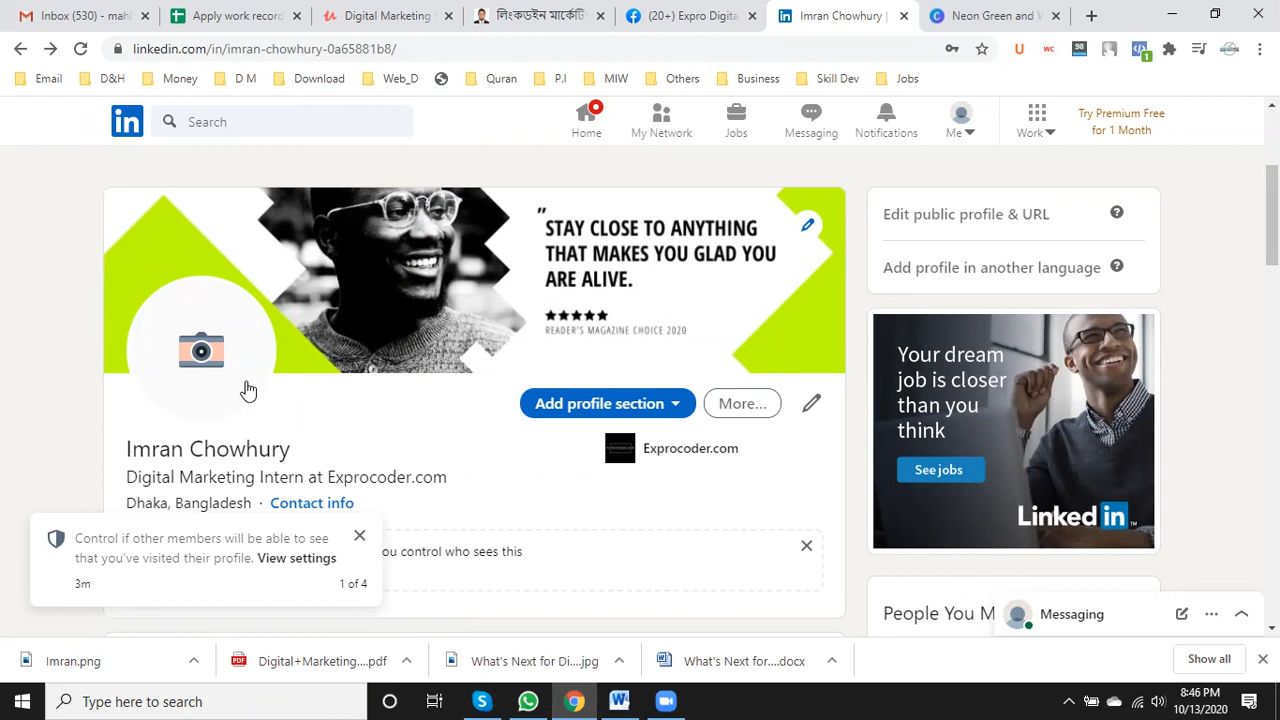 Inbox (530) - mahi
Apply work record
Digital Marketing
লিংকডইন মার্কেটি
(20+) Expro Digita
Imran Chowhury |
Neon Green and W
linkedin.com/in/imran-chowhury-0a65881b8/
Email
D&H
Money
D M
Download
Web_D
Quran
P.I
MIW
Others
Business
Skill Dev
Jobs
in
Search
Home
My Network
Jobs
Messaging
Notifications
Me
Work
Try Premium Free
for 1 Month
"STAY CLOSE TO ANYTHING
THAT MAKES YOU GLAD YOU
ARE ALIVE.
READER'S MAGAZINE CHOICE 2020
Edit public profile & URL
Add profile in another language
Your dream
job is closer
than you
think
See jobs
Linked in
Add profile section
More...
Imran Chowhury
Exprocoder.com
Digital Marketing Intern at Exprocoder.com
Dhaka, Bangladesh · Contact info
Control if other members will be able to see
that you've visited their profile. View settings
3m
1 of 4
ou control who sees this
People You M
Messaging
Imran.png
Digital+Marketing....pdf
What's Next for Di....jpg
What's Next for....docx
Show all
Type here to search
8:46 PM
10/13/2020